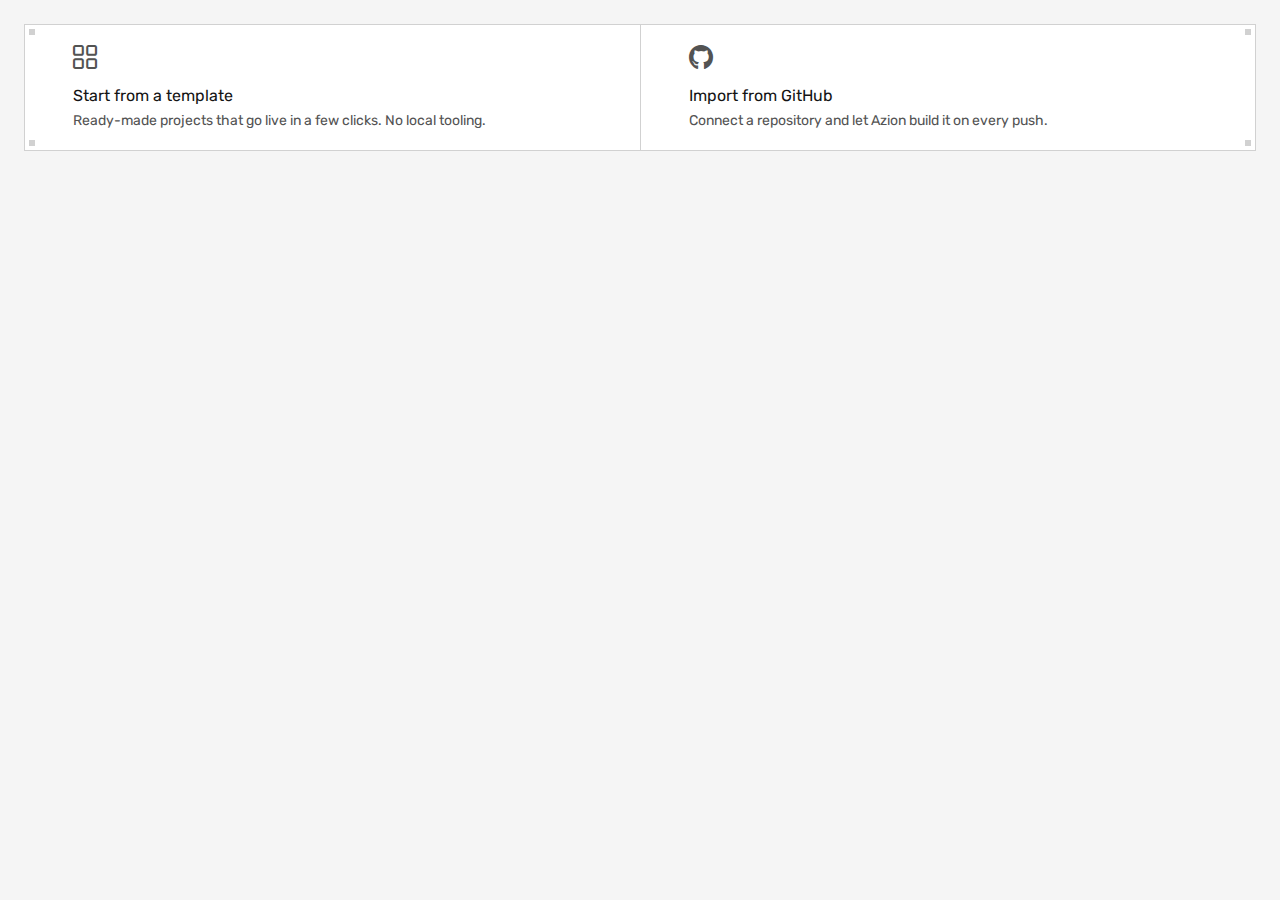 Start from a template
Ready-made projects that go live in a few clicks. No local tooling.
Import from GitHub
Connect a repository and let Azion build it on every push.